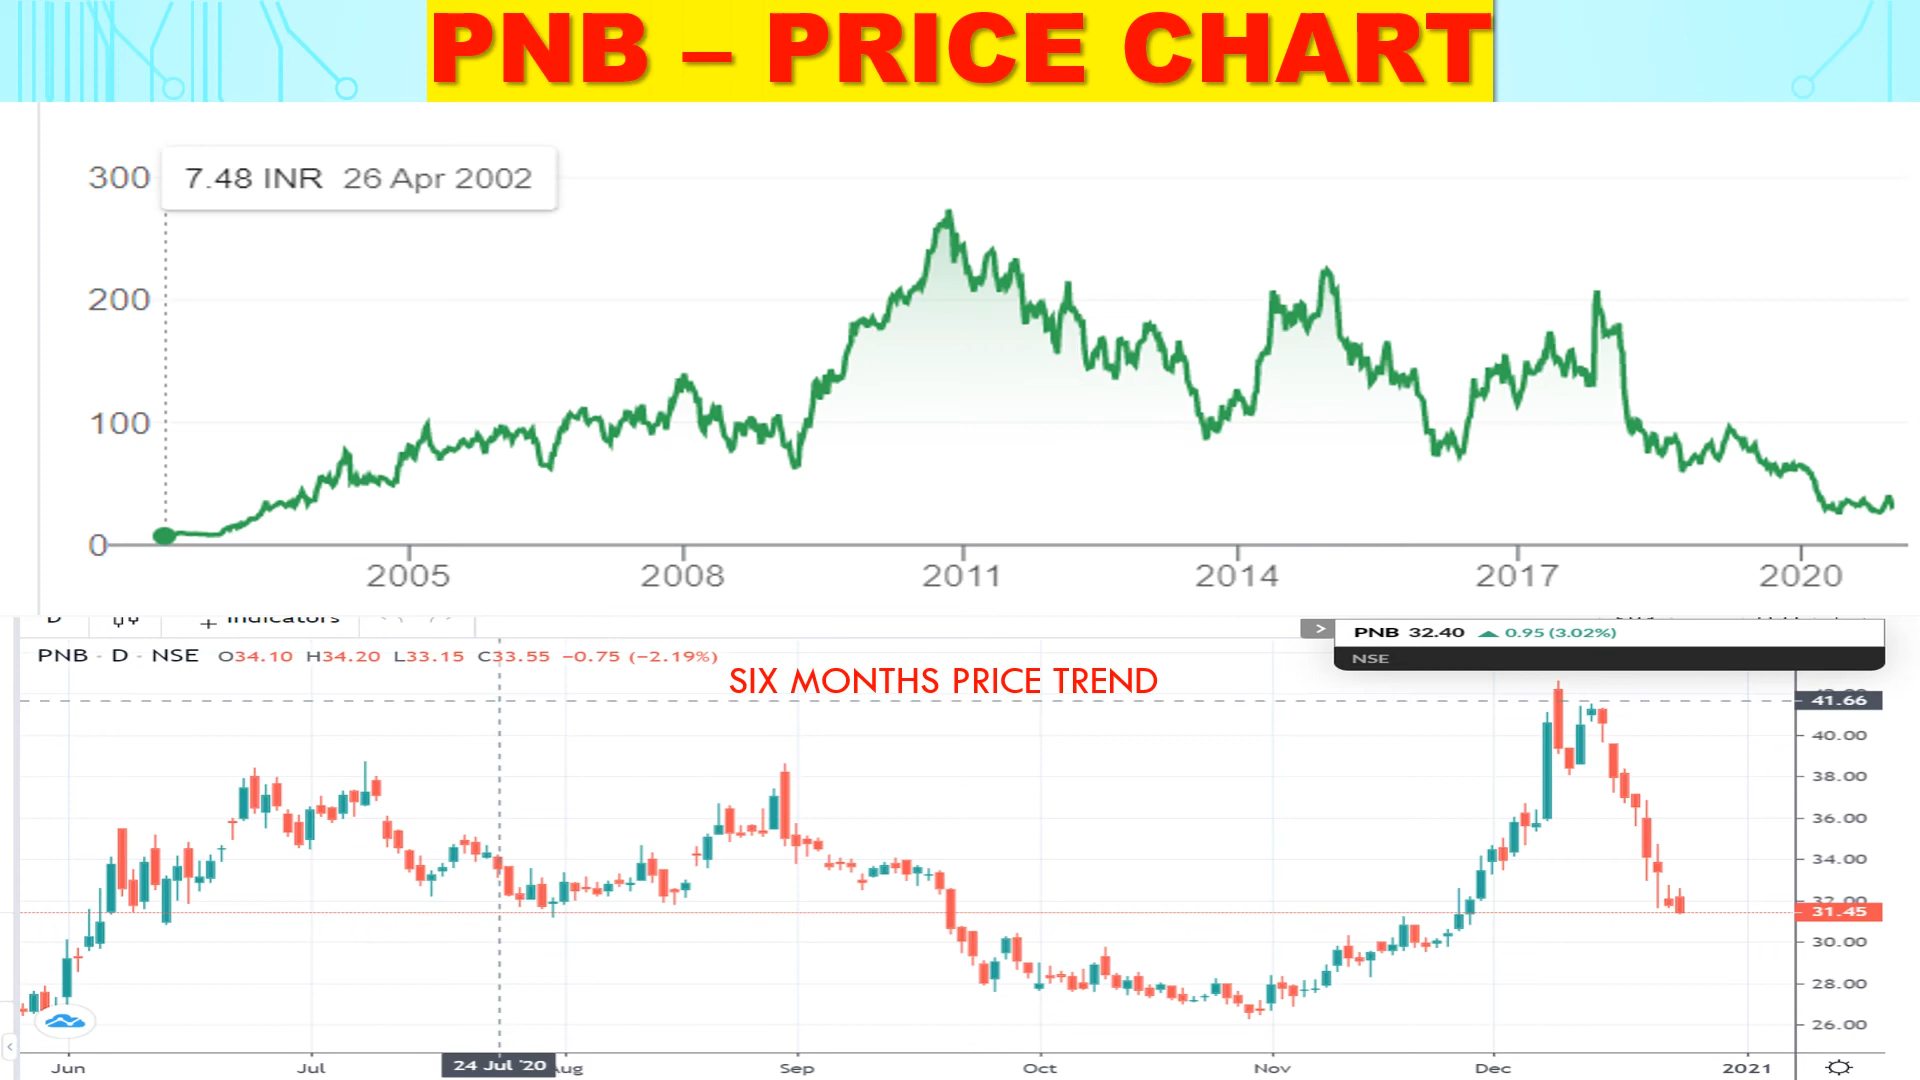 PNB – PRICE CHART
300
7.48 INR 26 Apr 2002
200
100
0
2005 2008 2011 2014 2017 2020
D Indicators
PNB 32.40 0.95 (3.02%)
NSE
PNB · D · NSE O34.10 H34.20 L33.15 C33.55 −0.75 (−2.19%)
SIX MONTHS PRICE TREND
41.66
40.00
38.00
36.00
34.00
32.00
31.45
30.00
28.00
26.00
Jun Jul 24 Jul '20 Aug Sep Oct Nov Dec 2021